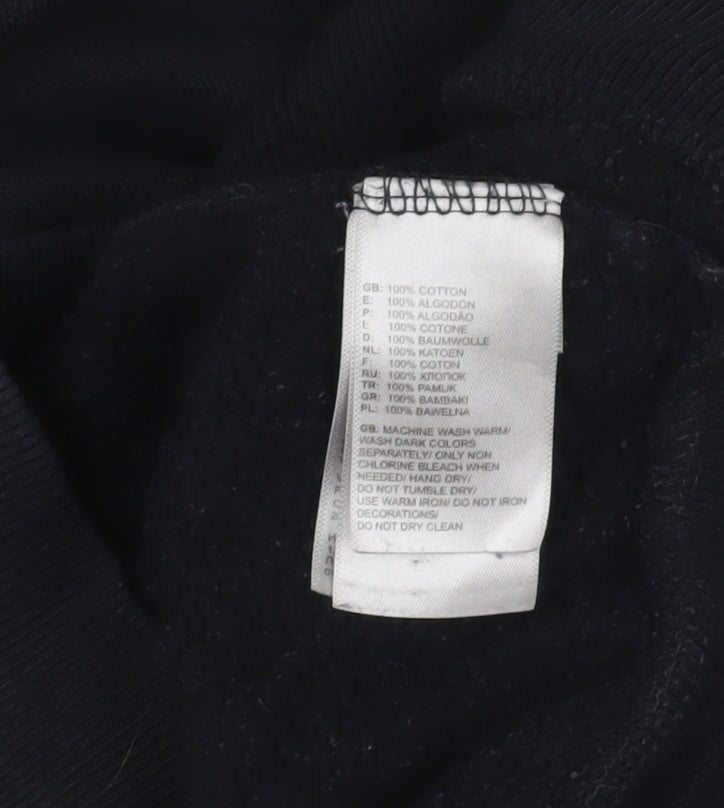 GB: 100% COTTON
E: 100% ALGODÓN
P: 100% ALGODÃO
I: 100% COTONE
D: 100% BAUMWOLLE
NL: 100% KATOEN
F: 100% COTON
RU: 100% ХЛОПОК
TR: 100% PAMUK
GR: 100% BAMBAKI
PL: 100% BAWEŁNA
GB: MACHINE WASH WARM/
WASH DARK COLORS
SEPARATELY/ ONLY NON
CHLORINE BLEACH WHEN
NEEDED/ HANG DRY/
DO NOT TUMBLE DRY/
USE WARM IRON/ DO NOT IRON
DECORATIONS/
DO NOT DRY CLEAN